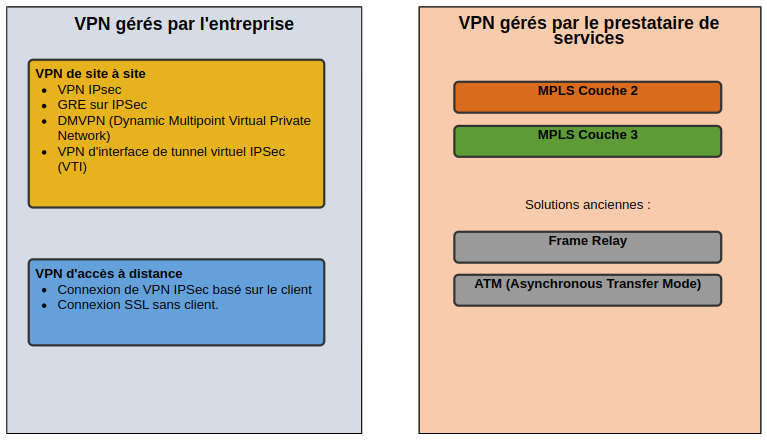 VPN gérés par l'entreprise
VPN de site à site
• VPN IPsec
• GRE sur IPSec
• DMVPN (Dynamic Multipoint Virtual Private
Network)
• VPN d'interface de tunnel virtuel IPSec
(VTI)
VPN d'accès à distance
• Connexion de VPN IPSec basé sur le client
• Connexion SSL sans client.
VPN gérés par le prestataire de
services
MPLS Couche 2
MPLS Couche 3
Solutions anciennes :
Frame Relay
ATM (Asynchronous Transfer Mode)